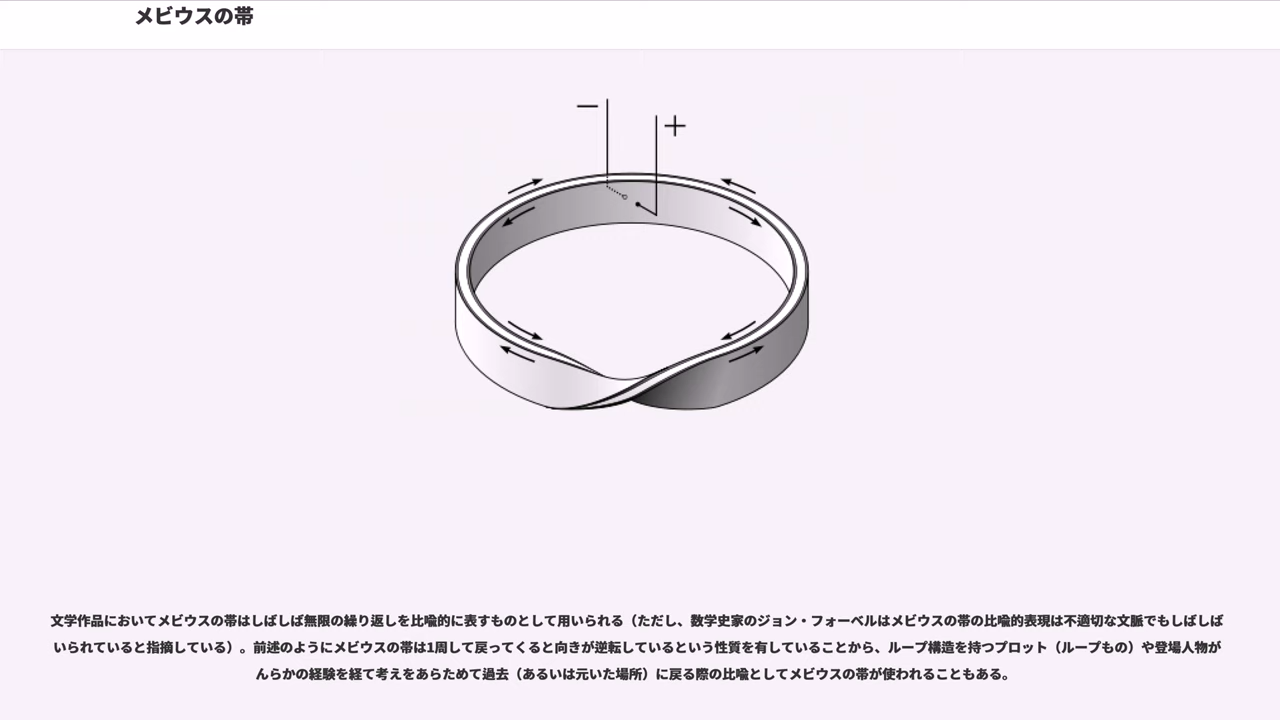 メビウスの帯
−
+
文学作品においてメビウスの帯はしばしば無限の繰り返しを比喩的に表すものとして用いられる（ただし、数学史家のジョン・フォーベルはメビウスの帯の比喩的表現は不適切な文脈でもしばしば
いられていると指摘している）。前述のようにメビウスの帯は1周して戻ってくると向きが逆転しているという性質を有していることから、ループ構造を持つプロット（ループもの）や登場人物が
んらかの経験を経て考えをあらためて過去（あるいは元いた場所）に戻る際の比喩としてメビウスの帯が使われることもある。